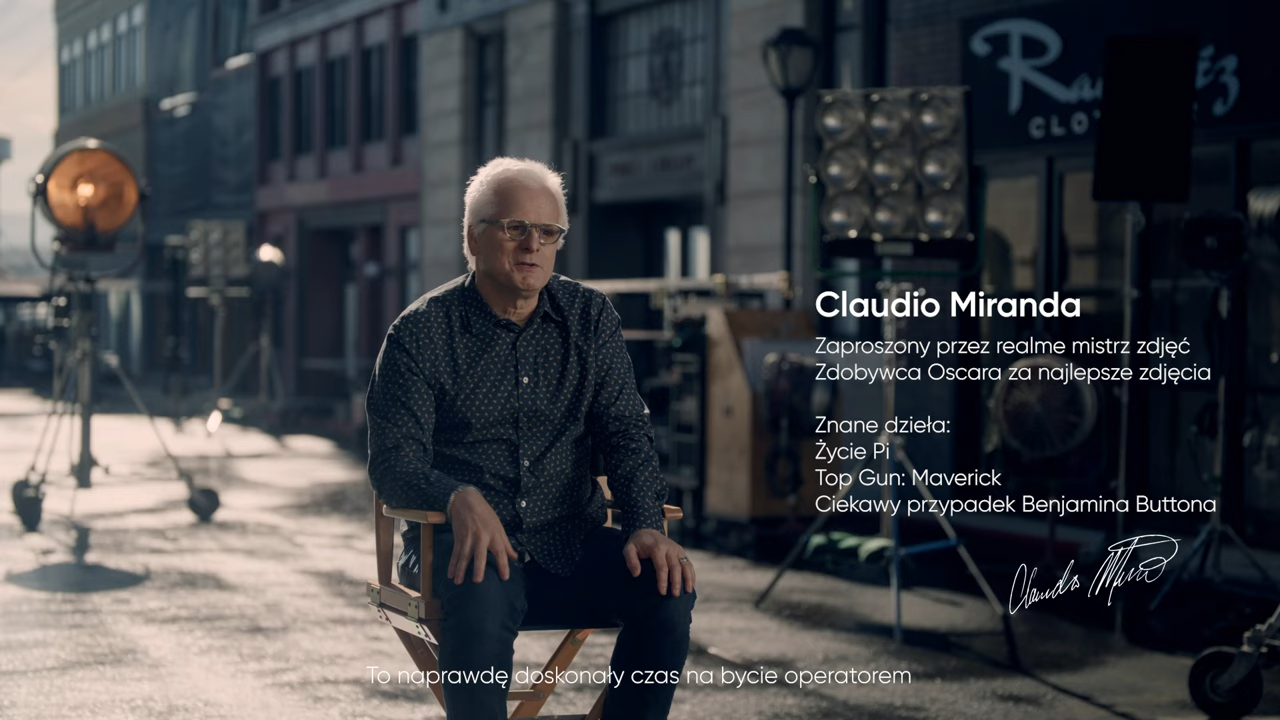 Claudio Miranda
Zaproszony przez realme mistrz zdjęć
Zdobywca Oscara za najlepsze zdjęcia
Znane dzieła:
Życie Pi
Top Gun: Maverick
Ciekawy przypadek Benjamina Buttona
To naprawdę doskonały czas na bycie operatorem